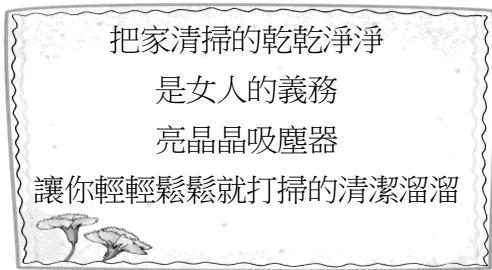 把家清掃的乾乾淨淨
是女人的義務
亮晶晶吸塵器
讓你輕輕鬆鬆就打掃的清潔溜溜